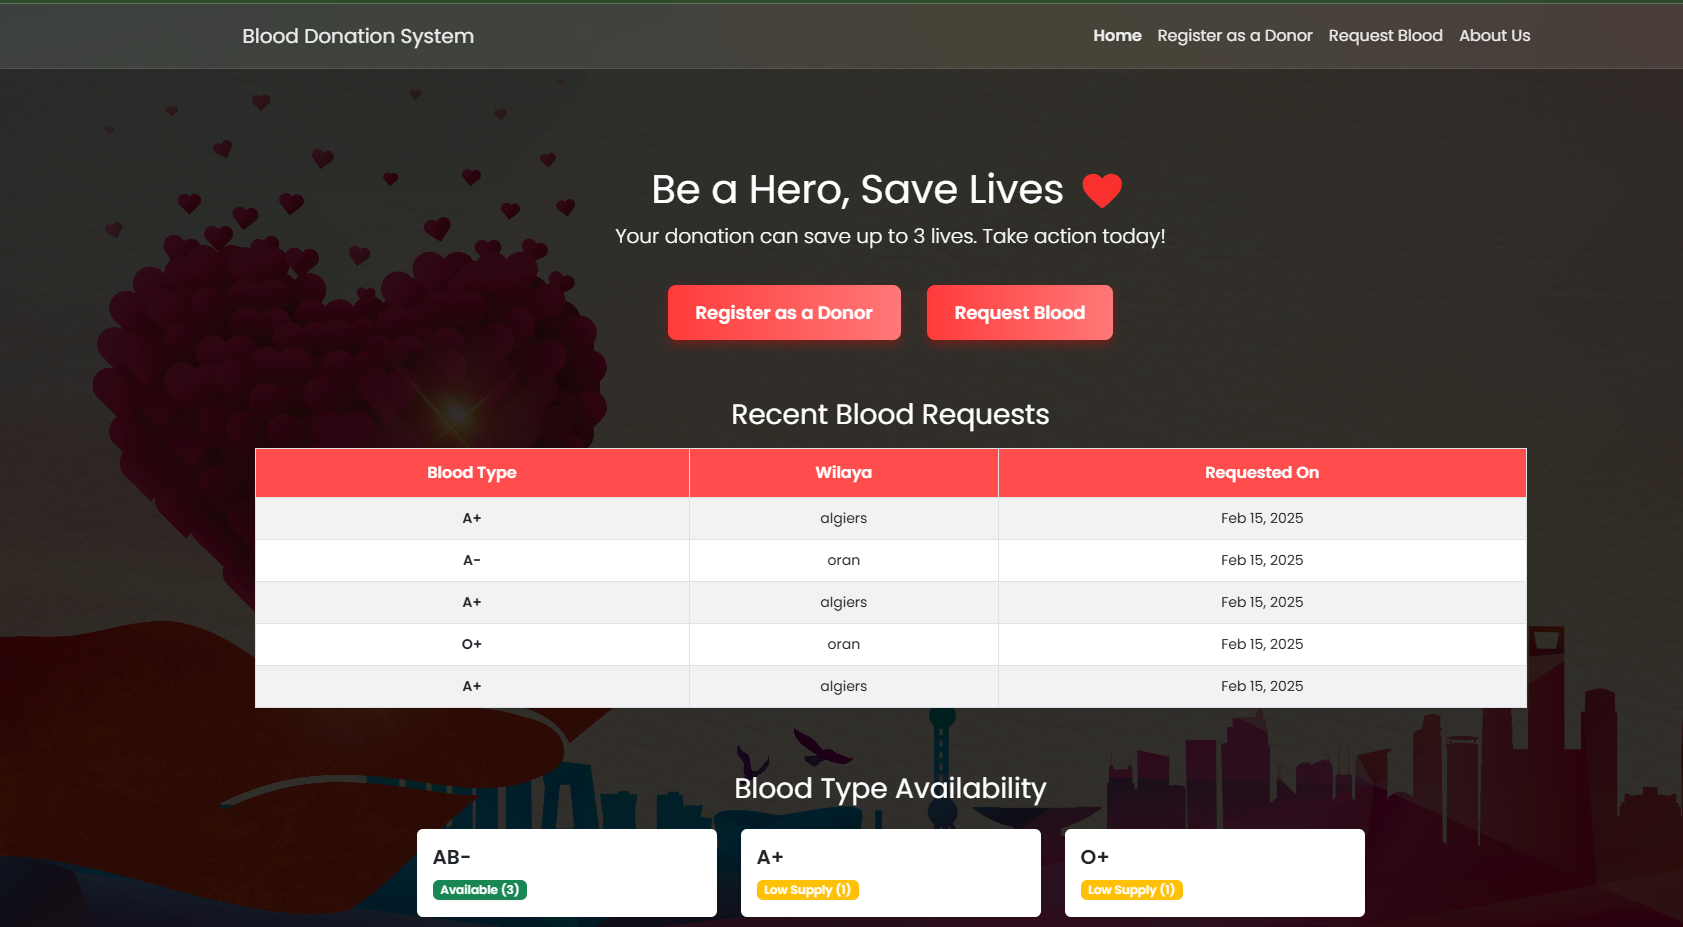 Blood Donation System
Home Register as a Donor Request Blood About Us
Be a Hero, Save Lives
Your donation can save up to 3 lives. Take action today!
Register as a Donor Request Blood
Recent Blood Requests
Blood Type Wilaya Requested On
A+ algiers Feb 15, 2025
A- oran Feb 15, 2025
A+ algiers Feb 15, 2025
O+ oran Feb 15, 2025
A+ algiers Feb 15, 2025
Blood Type Availability
AB- A+ O+
Available (3) Low Supply (1) Low Supply (1)